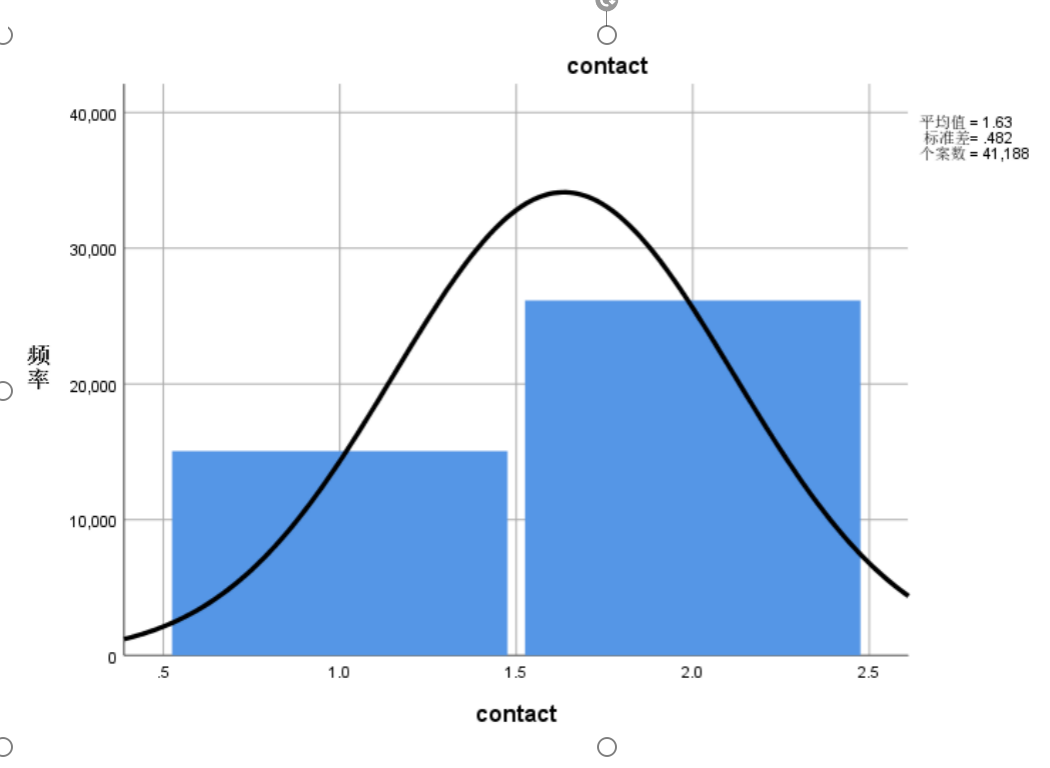 contact
平均值 = 1.63
标准差= .482
个案数 = 41,188
40,000
30,000
频率
20,000
10,000
0
.5 1.0 1.5 2.0 2.5
contact